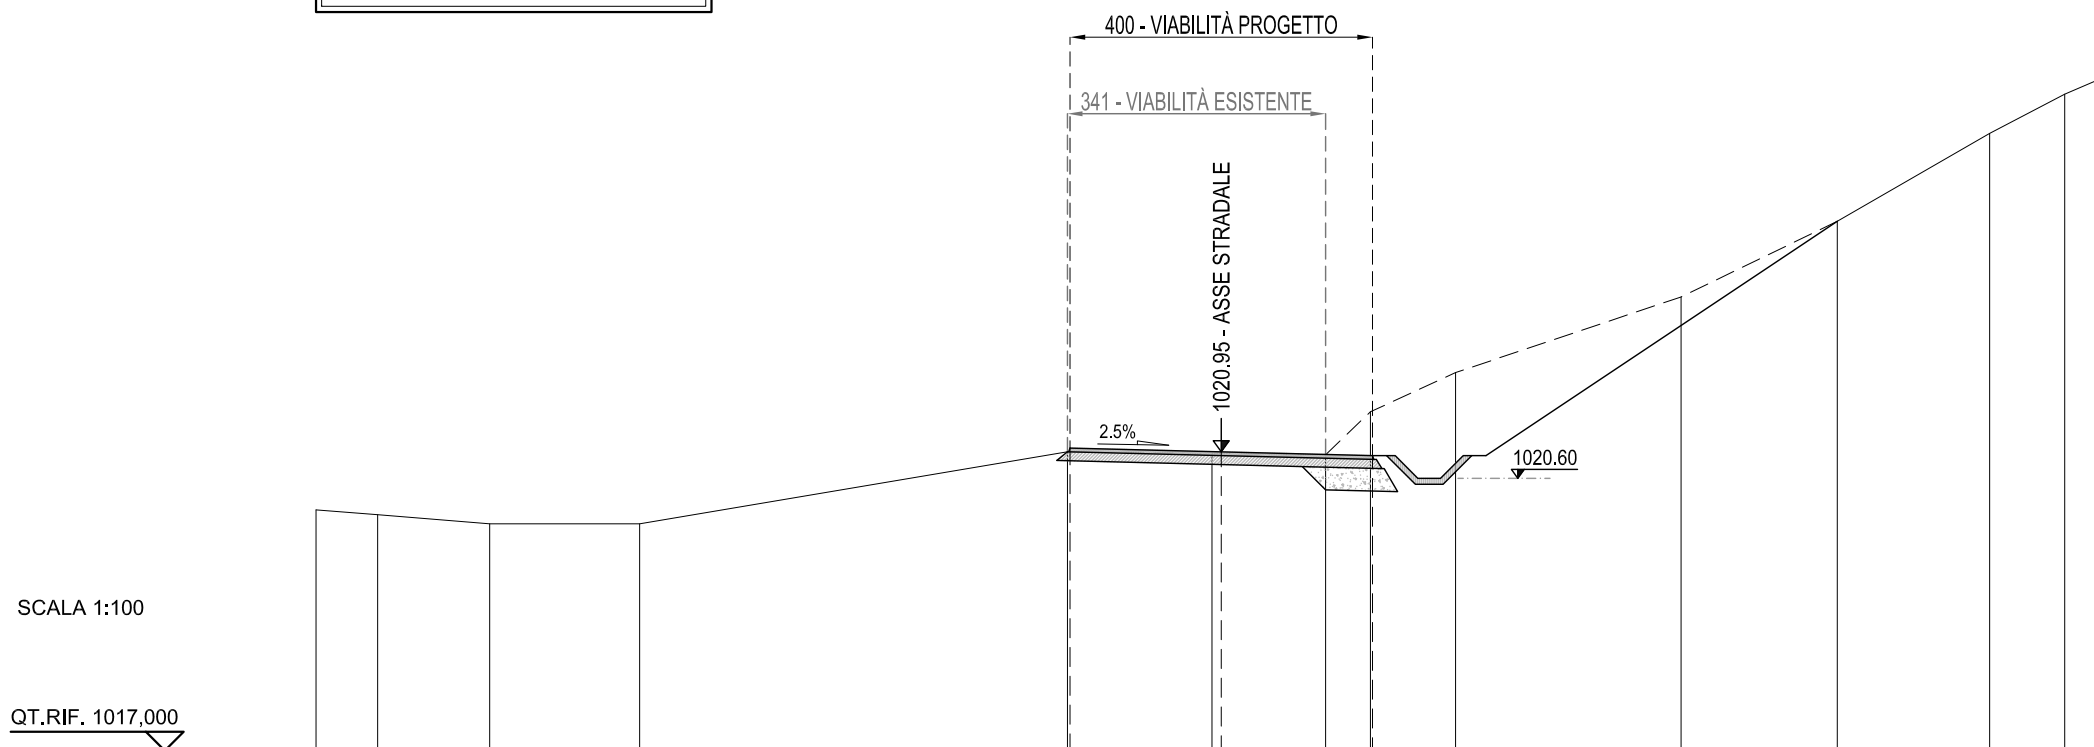 400 - VIABILITÀ PROGETTO
341 - VIABILITÀ ESISTENTE
1020.95 - ASSE STRADALE
2.5%
1020.60
SCALA 1:100
QT.RIF. 1017,000